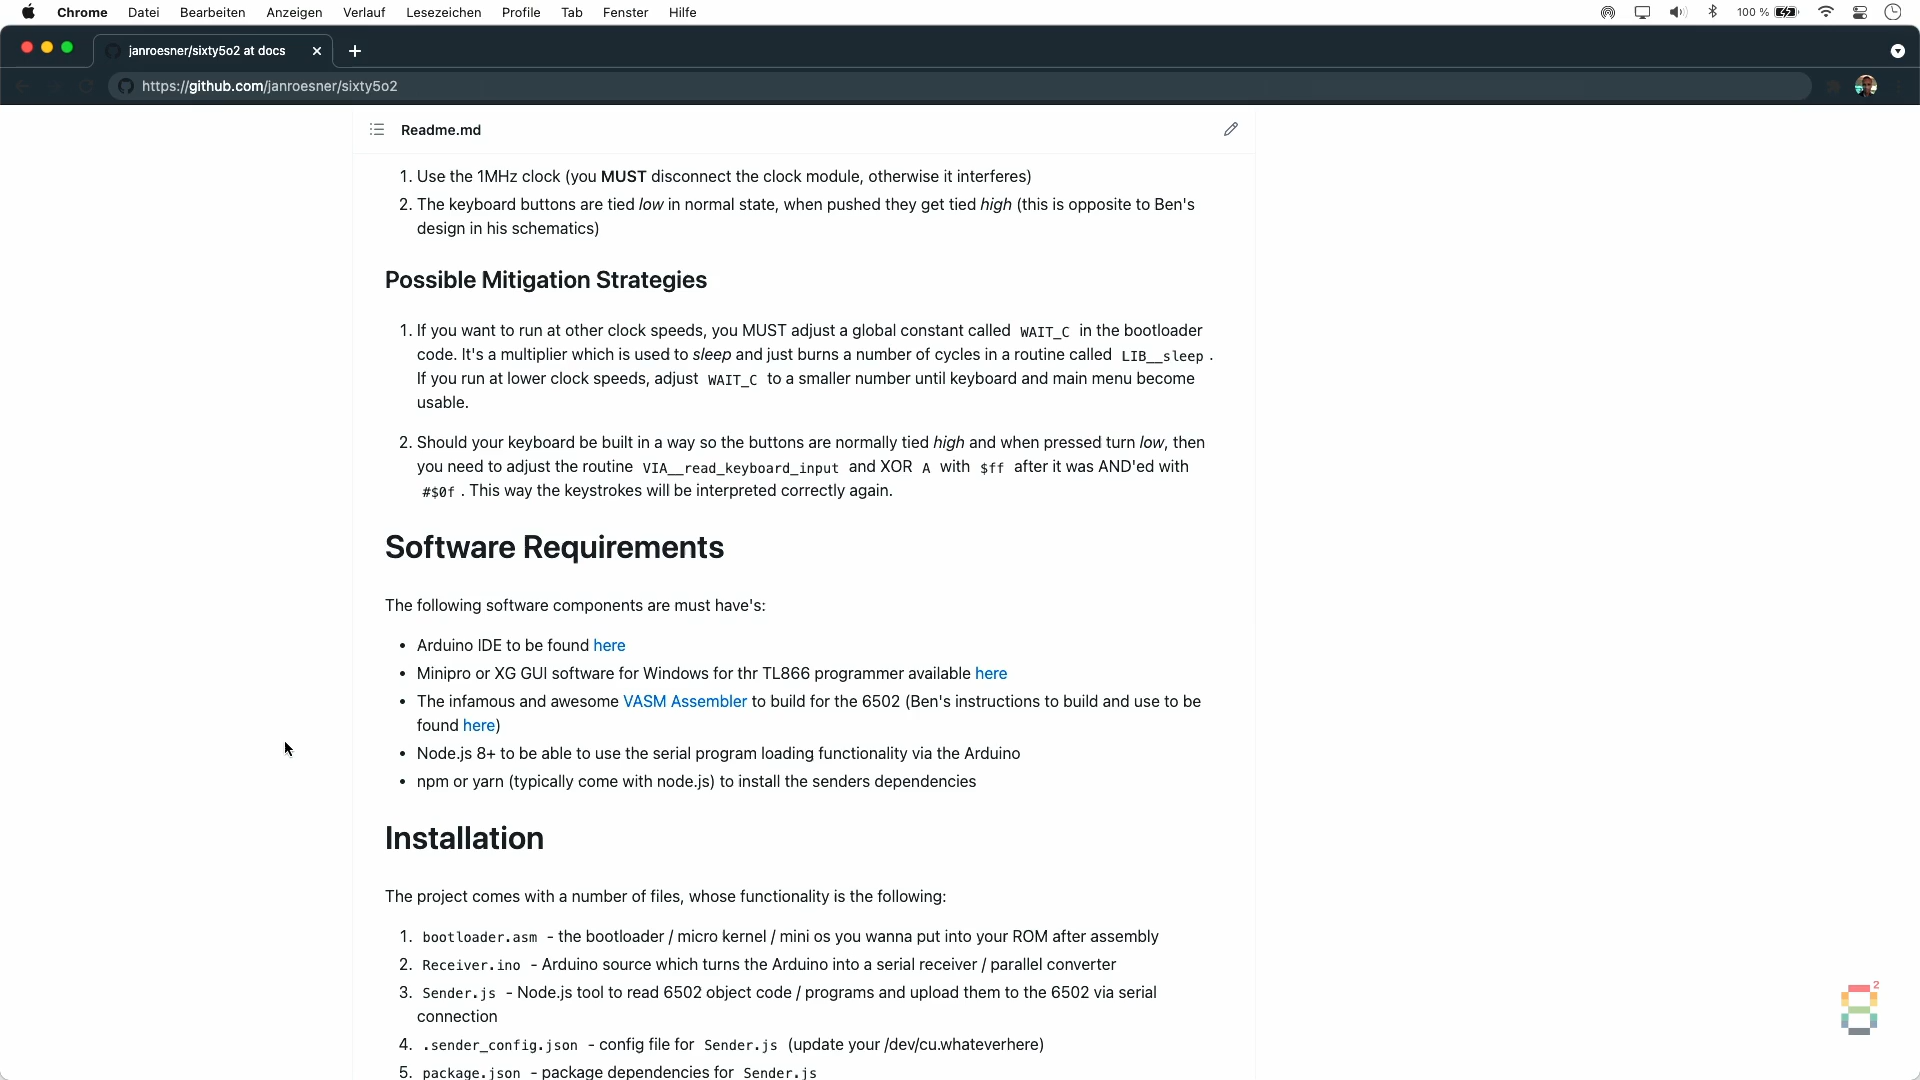 Chrome Datei Bearbeiten Anzeigen Verlauf Lesezeichen Profile Tab Fenster Hilfe 100 %
janroesner/sixty5o2 at docs
https://github.com/janroesner/sixty5o2
Readme.md
1. Use the 1MHz clock (you MUST disconnect the clock module, otherwise it interferes)
2. The keyboard buttons are tied low in normal state, when pushed they get tied high (this is opposite to Ben's
design in his schematics)
Possible Mitigation Strategies
1. If you want to run at other clock speeds, you MUST adjust a global constant called WAIT_C in the bootloader
code. It's a multiplier which is used to sleep and just burns a number of cycles in a routine called LIB__sleep .
If you run at lower clock speeds, adjust WAIT_C to a smaller number until keyboard and main menu become
usable.
2. Should your keyboard be built in a way so the buttons are normally tied high and when pressed turn low, then
you need to adjust the routine VIA__read_keyboard_input and XOR A with $ff after it was AND'ed with
#$0f . This way the keystrokes will be interpreted correctly again.
Software Requirements
The following software components are must have's:
• Arduino IDE to be found here
• Minipro or XG GUI software for Windows for thr TL866 programmer available here
• The infamous and awesome VASM Assembler to build for the 6502 (Ben's instructions to build and use to be
found here)
• Node.js 8+ to be able to use the serial program loading functionality via the Arduino
• npm or yarn (typically come with node.js) to install the senders dependencies
Installation
The project comes with a number of files, whose functionality is the following:
1. bootloader.asm - the bootloader / micro kernel / mini os you wanna put into your ROM after assembly
2. Receiver.ino - Arduino source which turns the Arduino into a serial receiver / parallel converter
3. Sender.js - Node.js tool to read 6502 object code / programs and upload them to the 6502 via serial
connection
4. .sender_config.json - config file for Sender.js (update your /dev/cu.whateverhere)
5. package.json - package dependencies for Sender.js
8 2